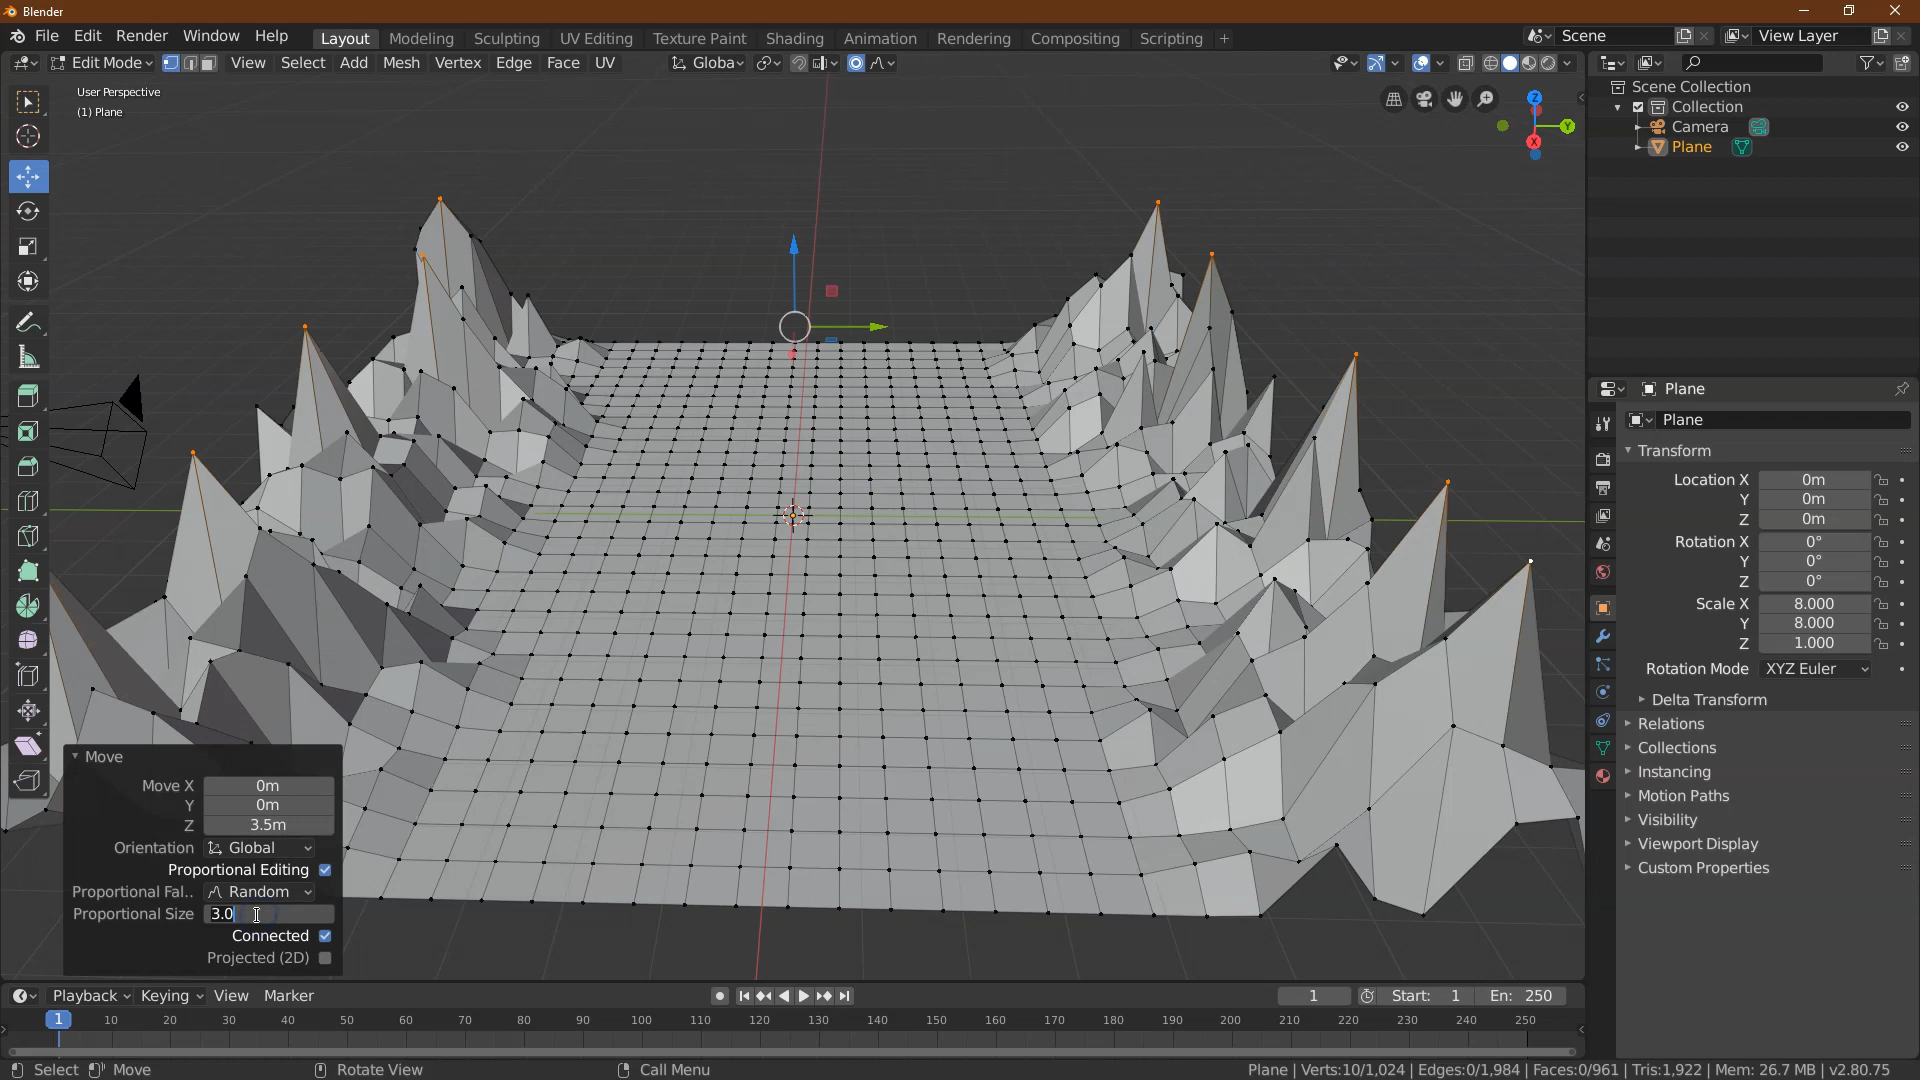 Blender
File Edit Render Window Help
Layout Modeling Sculpting UV Editing Texture Paint Shading Animation Rendering Compositing Scripting +
Scene
View Layer
Edit Mode View Select Add Mesh Vertex Edge Face UV
Global
User Perspective
(1) Plane
Z
Y
X
Scene Collection
Collection
Camera
Plane
Plane
Plane
Transform
Location X 0m
Y 0m
Z 0m
Rotation X 0°
Y 0°
Z 0°
Scale X 8.000
Y 8.000
Z 1.000
Rotation Mode XYZ Euler
Delta Transform
Relations
Collections
Instancing
Motion Paths
Visibility
Viewport Display
Custom Properties
Move
Move X 0m
Y 0m
Z 3.5m
Orientation Global
Proportional Editing
Proportional Fal.. Random
Proportional Size 3.0
Connected
Projected (2D)
Playback Keying View Marker
1 Start: 1 En: 250
1 10 20 30 40 50 60 70 80 90 100 110 120 130 140 150 160 170 180 190 200 210 220 230 240 250
Select Move Rotate View Call Menu
Plane | Verts:10/1,024 | Edges:0/1,984 | Faces:0/961 | Tris:1,922 | Mem: 26.7 MB | v2.80.75